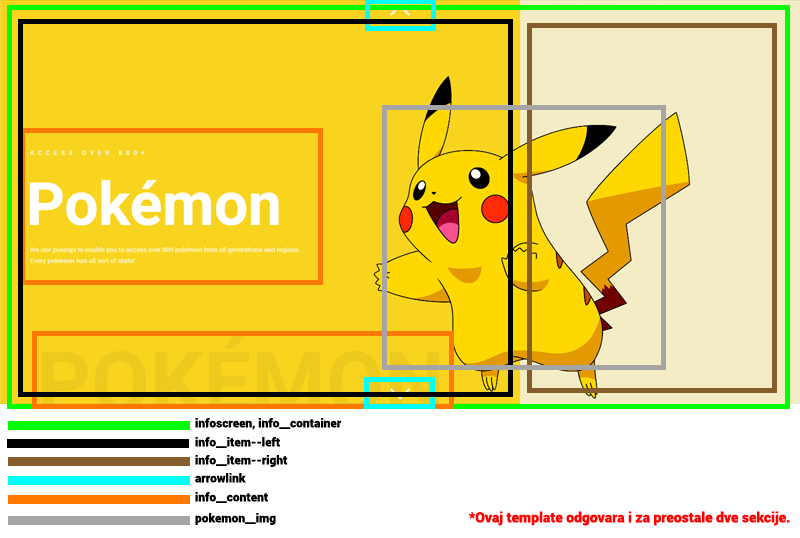 ACCESS OVER 800+
Pokémon
We use pokeapi to enable you to access over 800 pokémon from all generations and regions.
Every pokémon has all sort of stats!
POKÉMON
infoscreen, info__container
info__item--left
info__item--right
arrowlink
info__content
pokemon__img
*Ovaj template odgovara i za preostale dve sekcije.